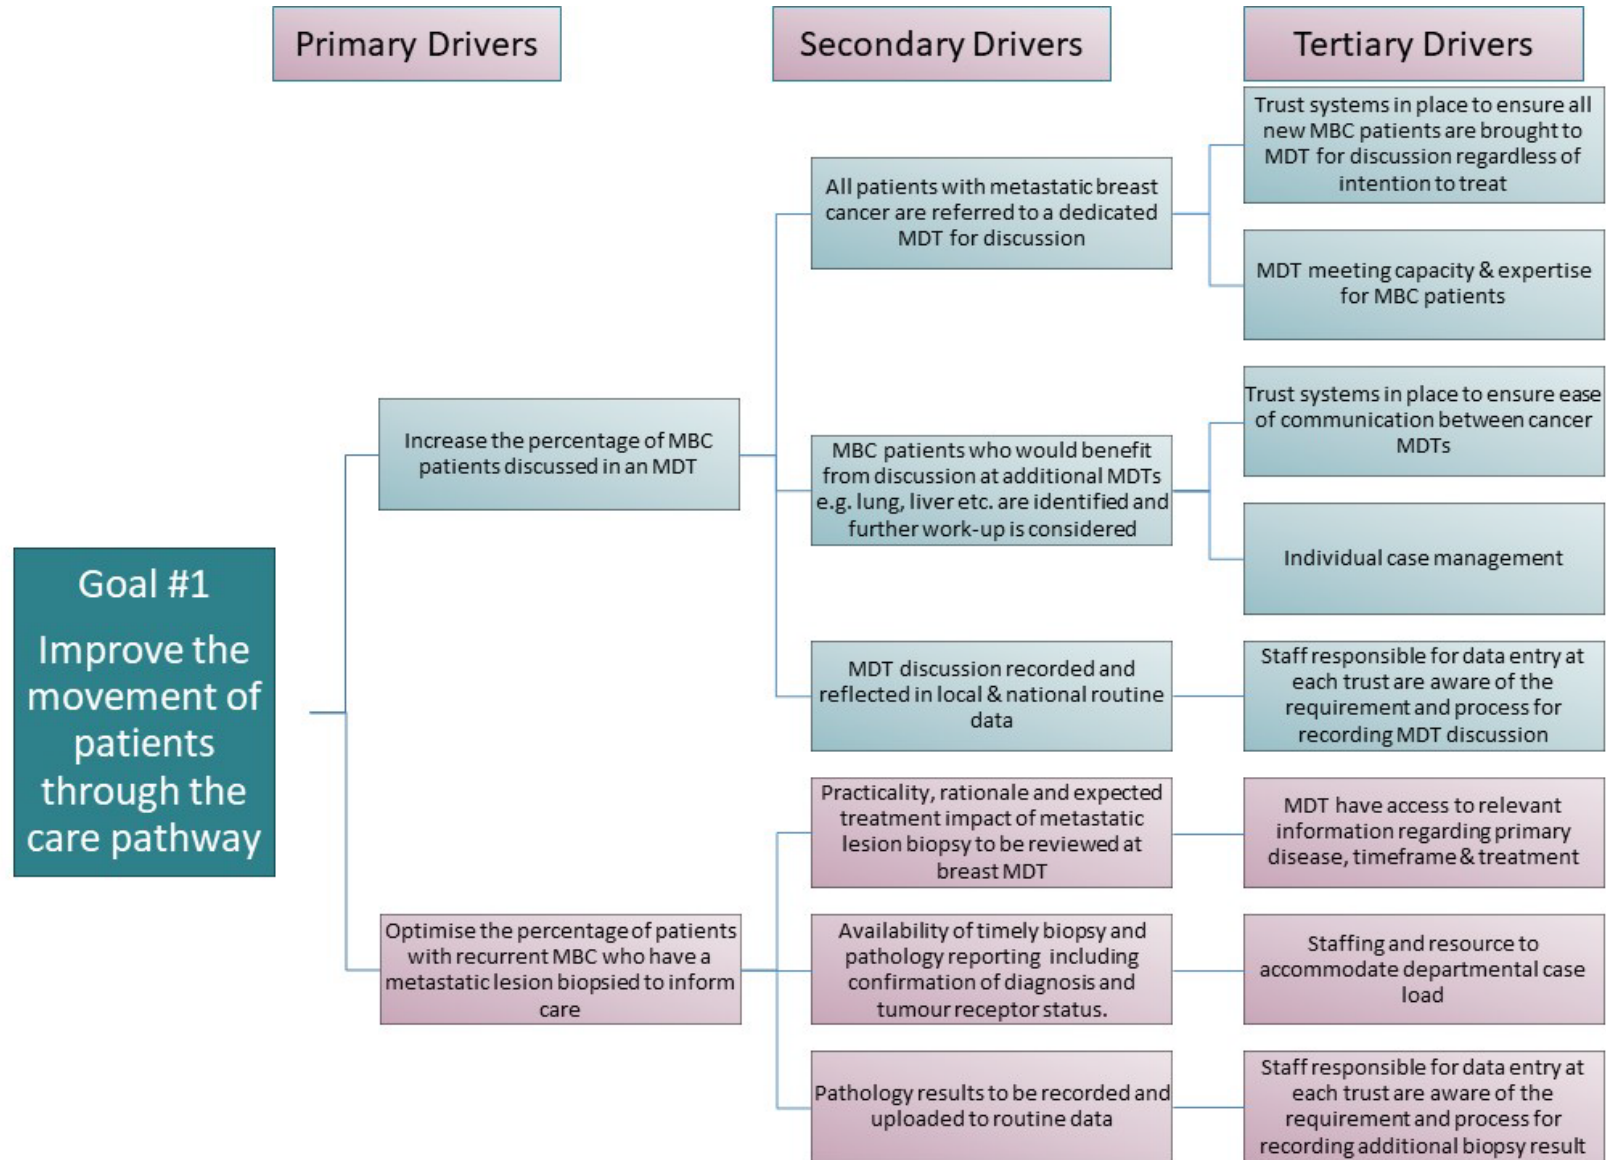 Primary Drivers
Secondary Drivers
Tertiary Drivers
Goal #1
Improve the
movement of
patients
through the
care pathway
Increase the percentage of MBC
patients discussed in an MDT
All patients with metastatic breast
cancer are referred to a dedicated
MDT for discussion
Trust systems in place to ensure all
new MBC patients are brought to
MDT for discussion regardless of
intention to treat
MDT meeting capacity & expertise
for MBC patients
MBC patients who would benefit
from discussion at additional MDTs
e.g. lung, liver etc. are identified and
further work-up is considered
Trust systems in place to ensure ease
of communication between cancer
MDTs
Individual case management
MDT discussion recorded and
reflected in local & national routine
data
Staff responsible for data entry at
each trust are aware of the
requirement and process for
recording MDT discussion
Optimise the percentage of patients
with recurrent MBC who have a
metastatic lesion biopsied to inform
care
Practicality, rationale and expected
treatment impact of metastatic
lesion biopsy to be reviewed at
breast MDT
MDT have access to relevant
information regarding primary
disease, timeframe & treatment
Availability of timely biopsy and
pathology reporting including
confirmation of diagnosis and
tumour receptor status.
Staffing and resource to
accommodate departmental case
load
Pathology results to be recorded and
uploaded to routine data
Staff responsible for data entry at
each trust are aware of the
requirement and process for
recording additional biopsy result